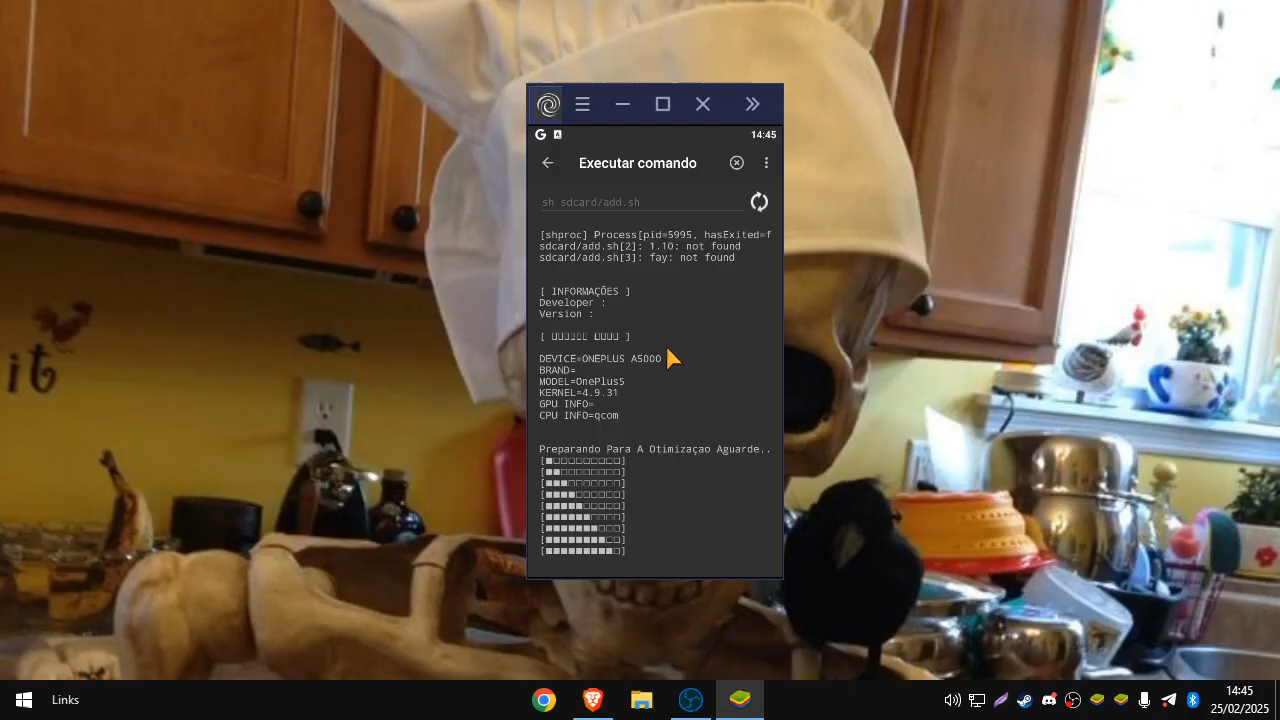 it
14:45
Executar comando
sh sdcard/add.sh
[shproc] Process[pid=5995, hasExited=f
sdcard/add.sh[2]: 1.10: not found
sdcard/add.sh[3]: fay: not found
[ INFORMAÇÕES ]
Developer :
Version :
[ □□□□□□ □□□□ ]
DEVICE=ONEPLUS A5000
BRAND=
MODEL=OnePlus5
KERNEL=4.9.31
GPU INFO=
CPU INFO=qcom
Preparando Para A Otimizaçao Aguarde..
[■□□□□□□□□□]
[■■□□□□□□□□]
[■■■□□□□□□□]
[■■■■□□□□□□]
[■■■■■□□□□□]
[■■■■■■□□□□]
[■■■■■■■□□□]
[■■■■■■■■□□]
[■■■■■■■■■□]
Links
14:45
25/02/2025